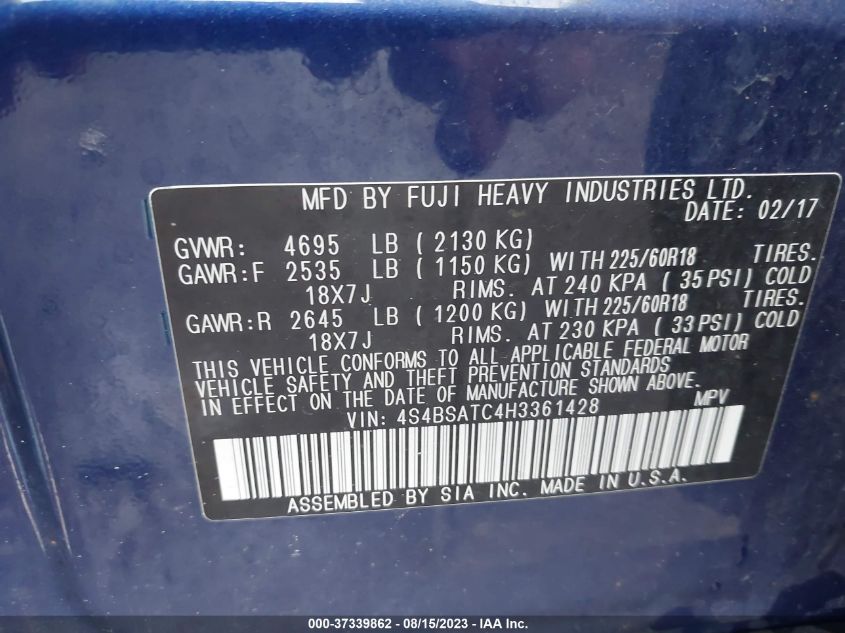 MFD BY FUJI HEAVY INDUSTRIES LTD.
DATE: 02/17
GVWR: 4695 LB ( 2130 KG)
GAWR:F 2535 LB ( 1150 KG) WITH 225/60R18 TIRES.
18X7J RIMS. AT 240 KPA ( 35 PSI) COLD
GAWR:R 2645 LB ( 1200 KG) WITH 225/60R18 TIRES.
18X7J RIMS. AT 230 KPA ( 33 PSI) COLD
THIS VEHICLE CONFORMS TO ALL APPLICABLE FEDERAL MOTOR
VEHICLE SAFETY AND THEFT PREVENTION STANDARDS
IN EFFECT ON THE DATE OF MANUFACTURE SHOWN ABOVE.
VIN: 4S4BSATC4H3361428 MPV
ASSEMBLED BY SIA INC. MADE IN U.S.A.
000-37339862 - 08/15/2023 - COPYRIGHT IAA, LLC.